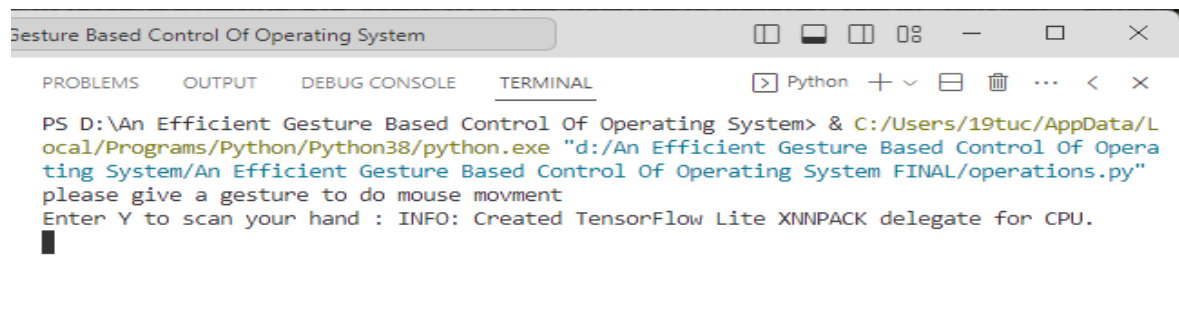 Gesture Based Control Of Operating System
PROBLEMS OUTPUT DEBUG CONSOLE TERMINAL Python
PS D:\An Efficient Gesture Based Control Of Operating System> & C:/Users/19tuc/AppData/L
ocal/Programs/Python/Python38/python.exe "d:/An Efficient Gesture Based Control Of Opera
ting System/An Efficient Gesture Based Control Of Operating System FINAL/operations.py"
please give a gesture to do mouse movment
Enter Y to scan your hand : INFO: Created TensorFlow Lite XNNPACK delegate for CPU.